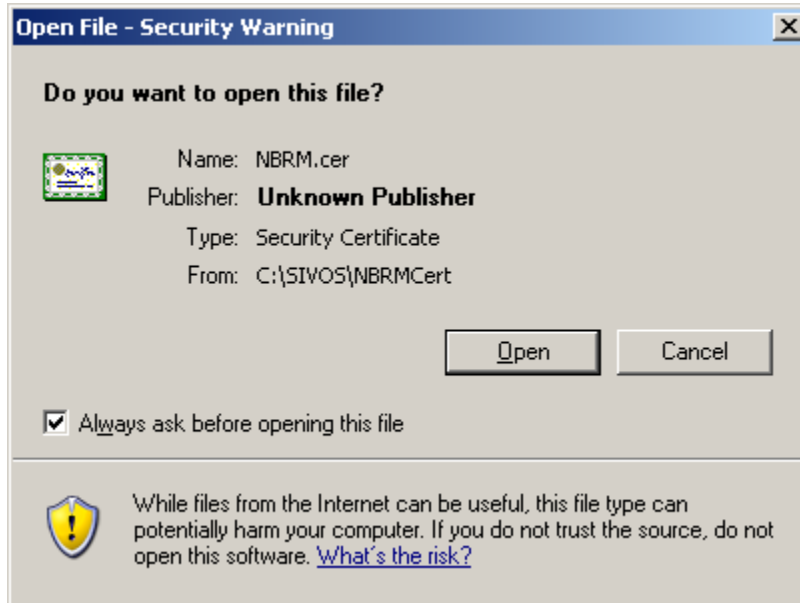 Open File - Security Warning
Do you want to open this file?
Name: NBRM.cer
Publisher: Unknown Publisher
Type: Security Certificate
From: C:\SIVOS\NBRMCert
Open Cancel
Always ask before opening this file
While files from the Internet can be useful, this file type can
potentially harm your computer. If you do not trust the source, do not
open this software. What's the risk?